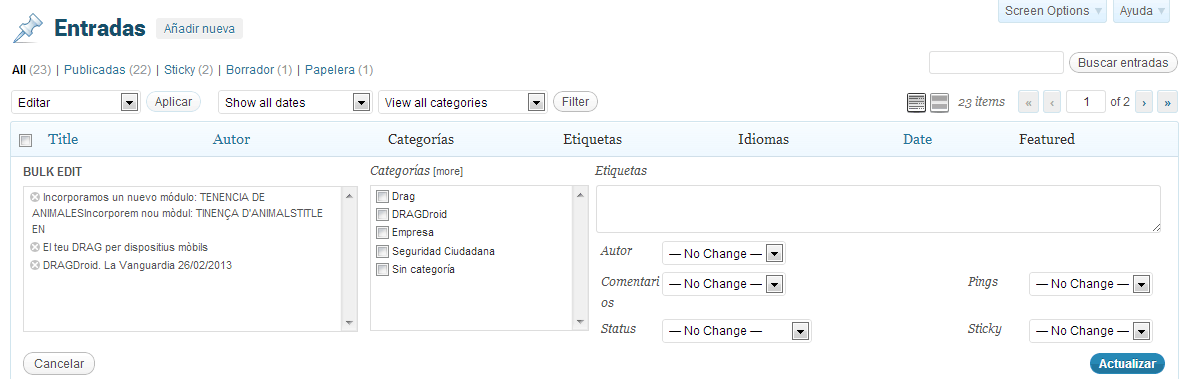 Entradas Añadir nueva Screen Options Ayuda
All (23) | Publicadas (22) | Sticky (2) | Borrador (1) | Papelera (1) Buscar entradas
Editar Aplicar Show all dates View all categories Filter 23 items « ‹ 1 of 2 › »
Title Autor Categorías Etiquetas Idiomas Date Featured
BULK EDIT Categorías [more] Etiquetas
Incorporamos un nuevo módulo: TENENCIA DE
ANIMALESIncorporem nou mòdul: TINENÇA D'ANIMALSTITLE
EN
El teu DRAG per dispositius mòbils
DRAGDroid. La Vanguardia 26/02/2013
Drag
DRAGDroid
Empresa
Seguridad Ciudadana
Sin categoría
Autor — No Change —
Comentari — No Change — Pings — No Change —
os
Status — No Change — Sticky — No Change —
Cancelar Actualizar